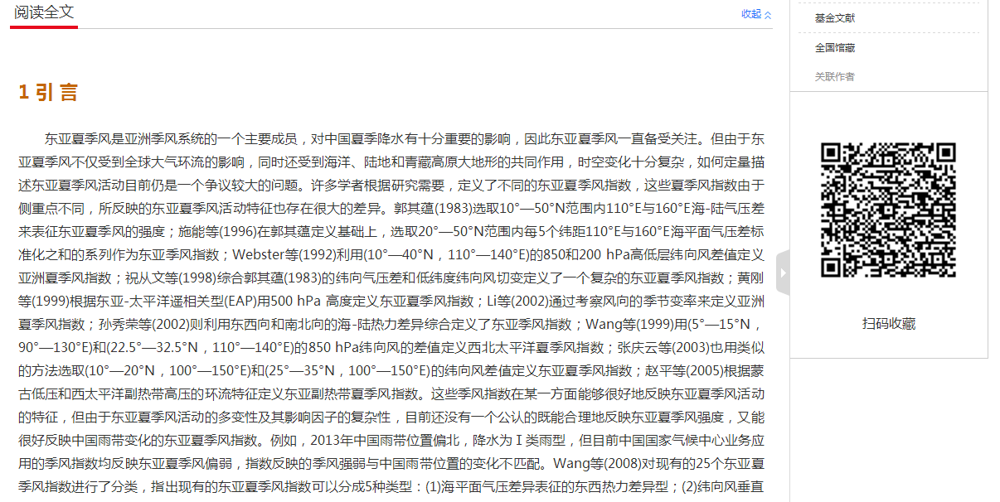 阅读全文
收起
1 引 言
东亚夏季风是亚洲季风系统的一个主要成员，对中国夏季降水有十分重要的影响，因此东亚夏季风一直备受关注。但由于东
亚夏季风不仅受到全球大气环流的影响，同时还受到海洋、陆地和青藏高原大地形的共同作用，时空变化十分复杂，如何定量描
述东亚夏季风活动目前仍是一个争议较大的问题。许多学者根据研究需要，定义了不同的东亚夏季风指数，这些夏季风指数由于
侧重点不同，所反映的东亚夏季风活动特征也存在很大的差异。郭其蕴(1983)选取10°—50°N范围内110°E与160°E海-陆气压差
来表征东亚夏季风的强度；施能等(1996)在郭其蕴定义基础上，选取20°—50°N范围内每5个纬距110°E与160°E海平面气压差标
准化之和的系列作为东亚季风指数；Webster等(1992)利用(10°—40°N，110°—140°E)的850和200 hPa高低层纬向风差值定义
亚洲夏季风指数；祝从文等(1998)综合郭其蕴(1983)的纬向气压差和低纬度纬向风切变定义了一个复杂的东亚夏季风指数；黄刚
等(1999)根据东亚-太平洋遥相关型(EAP)用500 hPa 高度定义东亚夏季风指数；Li等(2002)通过考察风向的季节变率来定义亚洲
夏季风指数；孙秀荣等(2002)则利用东西向和南北向的海-陆热力差异综合定义了东亚季风指数；Wang等(1999)用(5°—15°N，
90°—130°E)和(22.5°—32.5°N，110°—140°E)的850 hPa纬向风的差值定义西北太平洋夏季风指数；张庆云等(2003)也用类似
的方法选取(10°—20°N，100°—150°E)和(25°—35°N，100°—150°E)的纬向风差值定义东亚夏季风指数；赵平等(2005)根据蒙
古低压和西太平洋副热带高压的环流特征定义东亚副热带夏季风指数。这些季风指数在某一方面能够很好地反映东亚夏季风活动
的特征，但由于东亚夏季风活动的多变性及其影响因子的复杂性，目前还没有一个公认的既能合理地反映东亚夏季风强度，又能
很好反映中国雨带变化的东亚夏季风指数。例如，2013年中国雨带位置偏北，降水为Ⅰ类雨型，但目前中国国家气候中心业务应
用的季风指数均反映东亚夏季风偏弱，指数反映的季风强弱与中国雨带位置的变化不匹配。Wang等(2008)对现有的25个东亚夏
季风指数进行了分类，指出现有的东亚夏季风指数可以分成5种类型：(1)海平面气压差异表征的东西热力差异型；(2)纬向风垂直
基金文献
全国馆藏
关联作者
扫码收藏